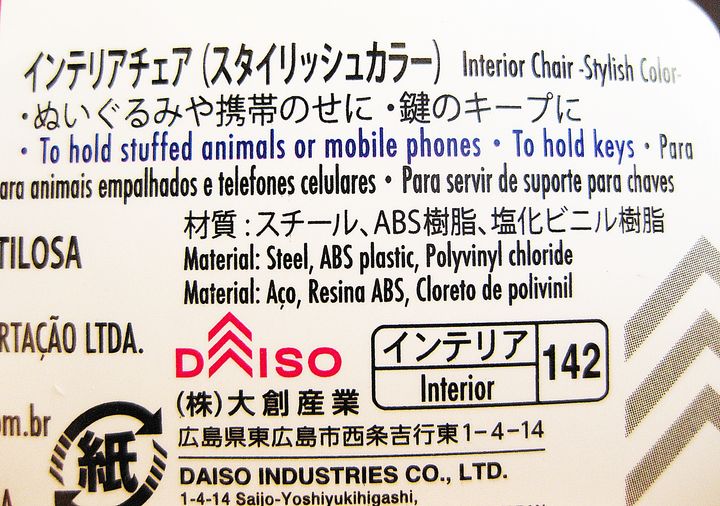 インテリアチェア(スタイリッシュカラー) Interior Chair -Stylish Color-
・ぬいぐるみや携帯のせに ・鍵のキープに
・To hold stuffed animals or mobile phones ・To hold keys ・Para
ara animais empalhados e telefones celulares ・Para servir de suporte para chaves
材質:スチール、ABS樹脂、塩化ビニル樹脂
TILOSA
Material: Steel, ABS plastic, Polyvinyl chloride
Material: Aço, Resina ABS, Cloreto de polivinil
RTAÇÃO LTDA.
DAISO
インテリア
Interior
142
(株)大創産業
om.br
紙
広島県東広島市西条吉行東1-4-14
DAISO INDUSTRIES CO., LTD.
1-4-14 Saijo-Yoshiyukihigashi,